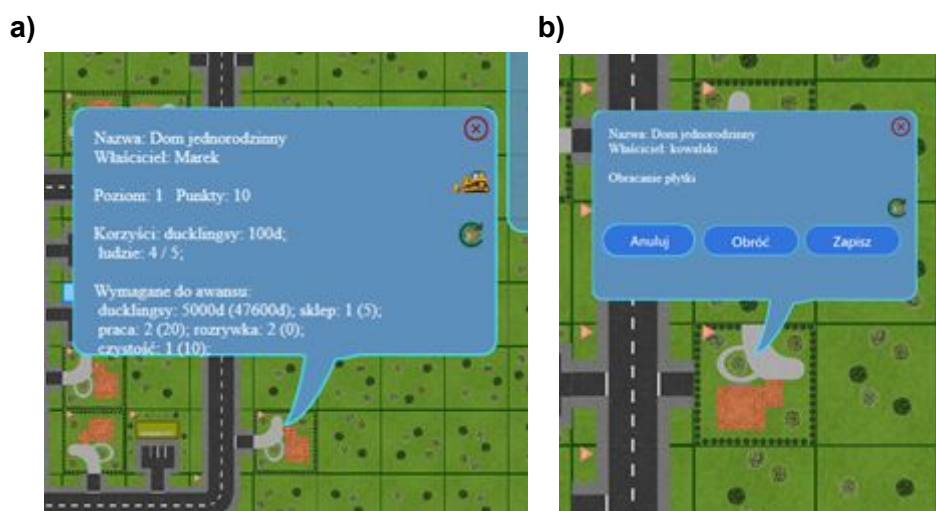 a)
Nazwa: Dom jednorodzinny
Właściciel: Marek
Poziom: 1 Punkty: 10
Korzyści: ducklingsy: 100d;
ludzie: 4 / 5;
Wymagane do awansu:
ducklingsy: 5000d (47600d); sklep: 1 (5);
praca: 2 (20); rozrywka: 2 (0);
czystość: 1 (10);
b)
Nazwa: Dom jednorodzinny
Właściciel: kowalski
Obracanie płytki
Anuluj Obróć Zapisz